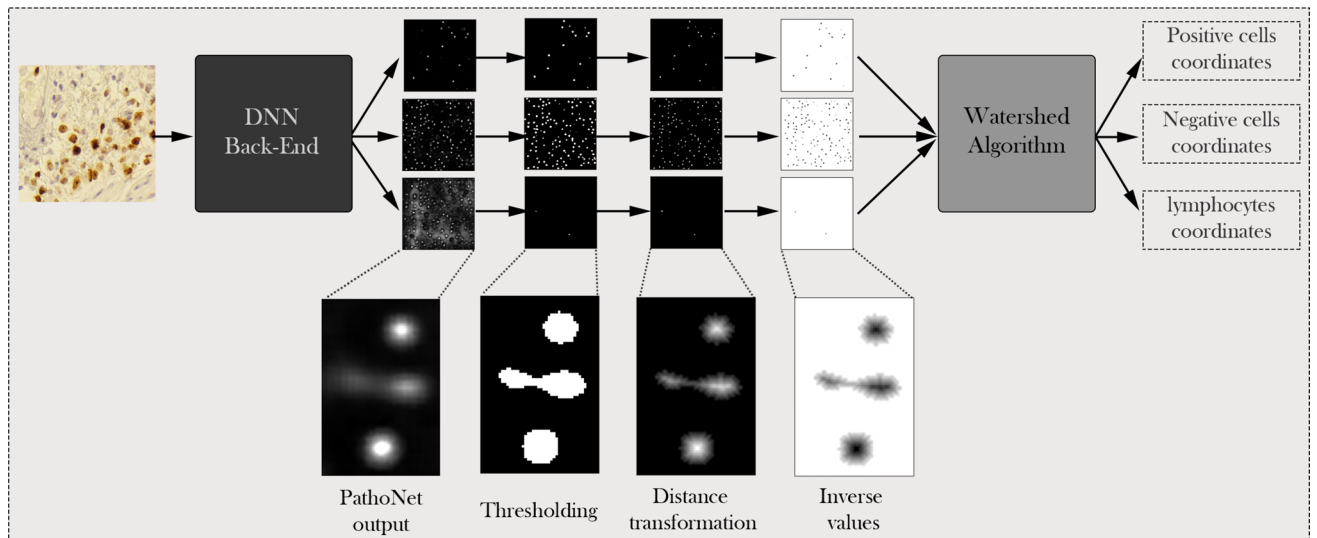 DNN
Back-End
Watershed
Algorithm
Positive cells
coordinates
Negative cells
coordinates
lymphocytes
coordinates
PathoNet
output
Thresholding
Distance
transformation
Inverse
values